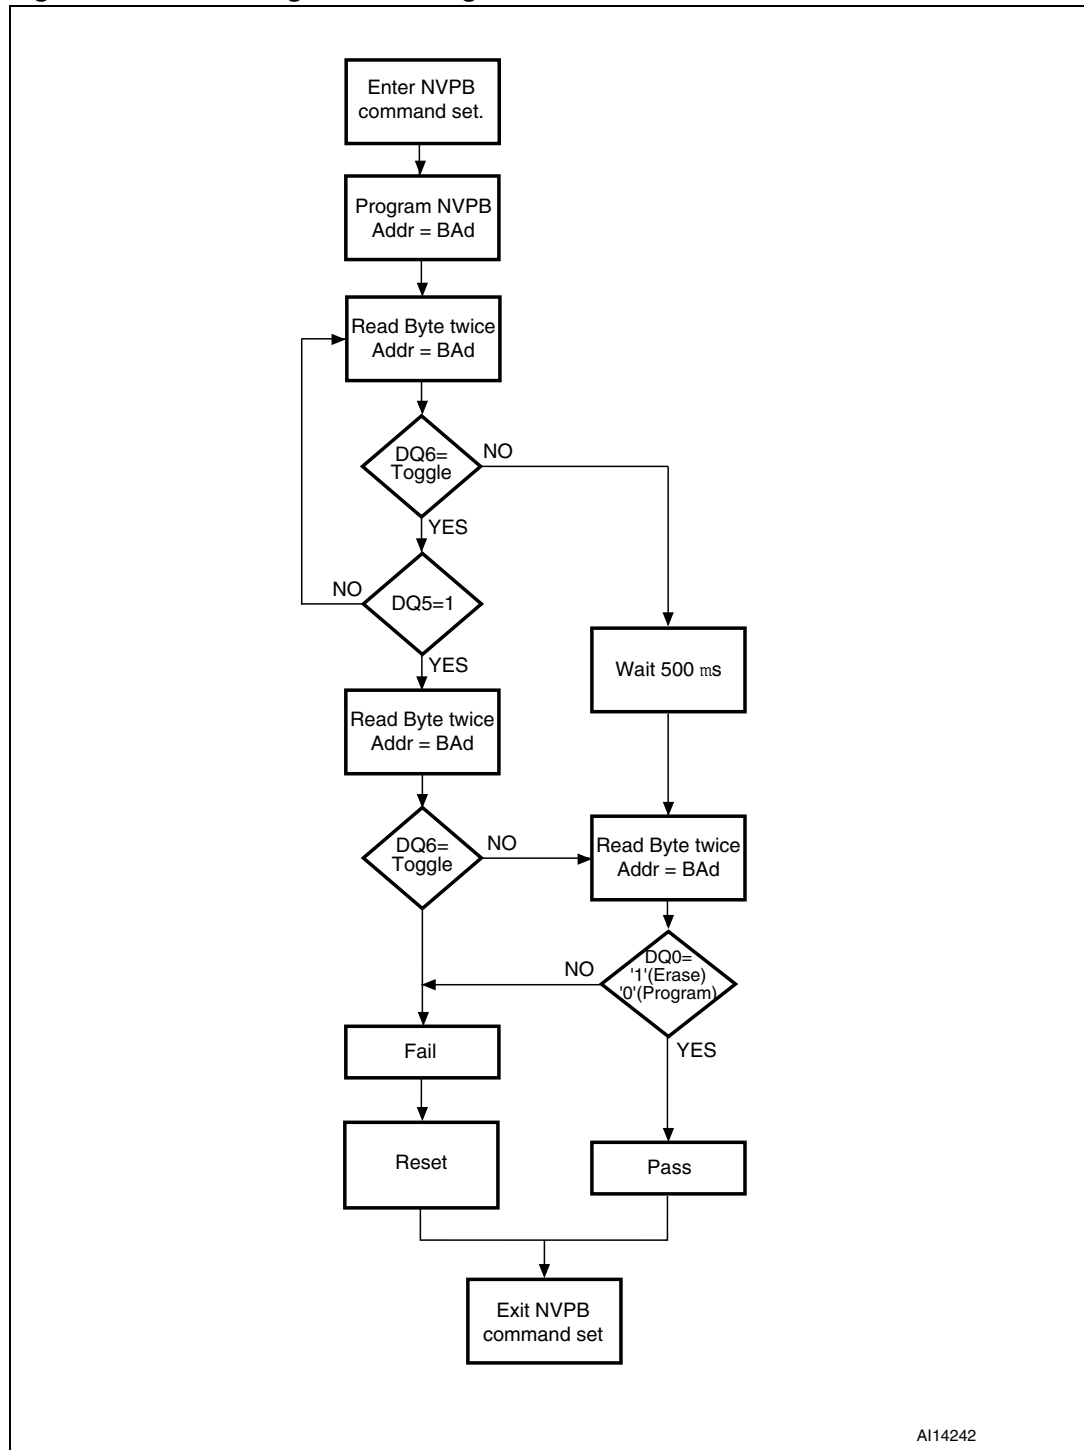 Enter NVPB
command set.
Program NVPB
Addr = BAd
Read Byte twice
Addr = BAd
DQ6=
Toggle
NO
YES
DQ5=1
NO
YES
Wait 500 ms
Read Byte twice
Addr = BAd
DQ6=
Toggle
NO
Read Byte twice
Addr = BAd
DQ0=
'1'(Erase)
'0'(Program)
NO
YES
Fail
Reset
Pass
Exit NVPB
command set
AI14242